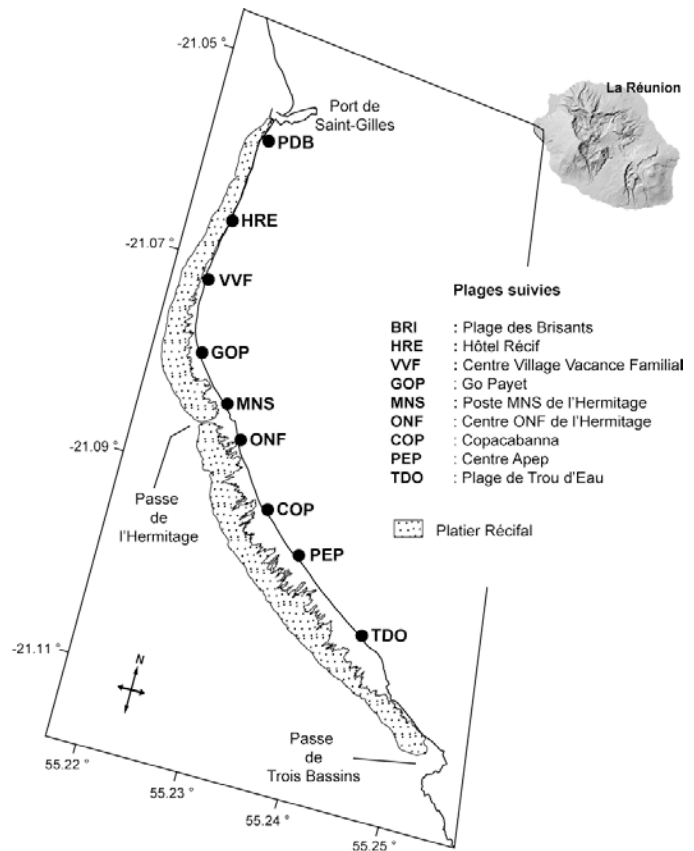 -21.05 °
La Réunion
Port de
Saint-Gilles
PDB
HRE
-21.07 °
VVF
GOP
MNS
ONF
-21.09 °
Passe
de
l'Hermitage
COP
PEP
TDO
-21.11 °
N
Passe
de
Trois Bassins
55.22 °
55.23 °
55.24 °
55.25 °
Plages suivies
BRI : Plage des Brisants
HRE : Hôtel Récif
VVF : Centre Village Vacance Familial
GOP : Go Payet
MNS : Poste MNS de l'Hermitage
ONF : Centre ONF de l'Hermitage
COP : Copacabanna
PEP : Centre Apep
TDO : Plage de Trou d'Eau
Platier Récifal